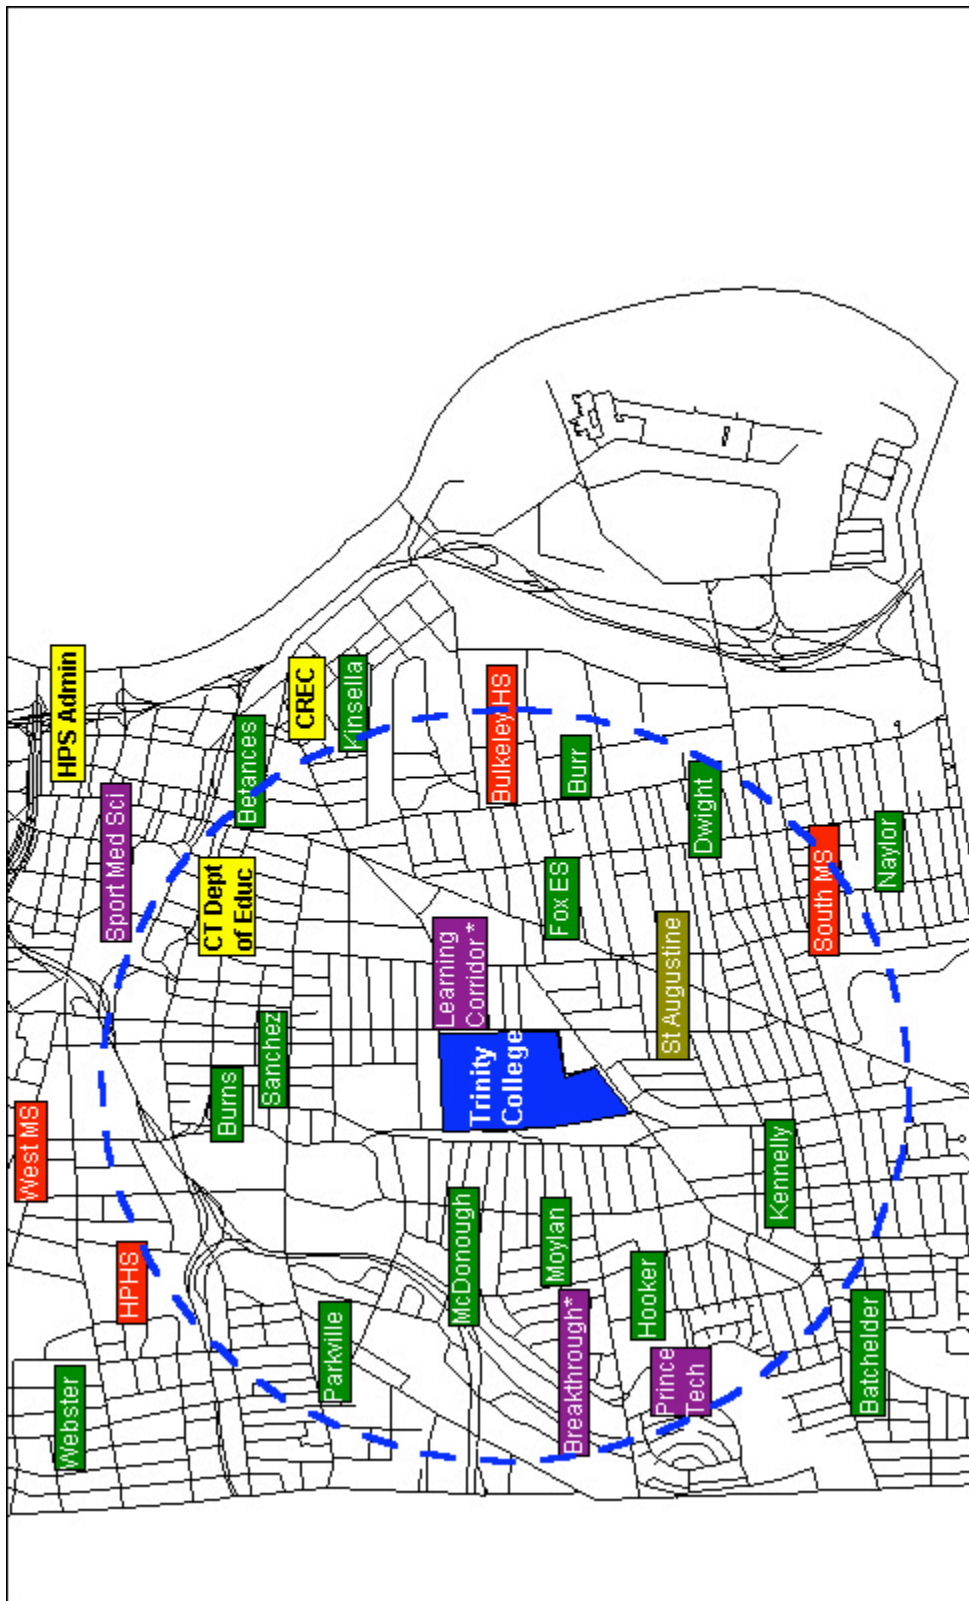 West MS
HPS Admin
Webster
HPHS
Sport Med Sci
Burns
CT Dept
of Educ
Betances
Sanchez
CREC
Parkville
Kinsella
McDonough
Trinity
College
Learning
Corridor*
Bulkeley HS
Moylan
Fox ES
Burr
Breakthrough*
Hooker
St Augustine
Dwight
Prince
Tech
Kennelly
South MS
Batchelder
Naylor